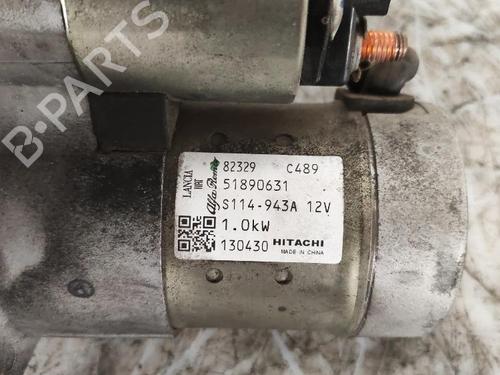 B-PARTS
82329 C489
LANCIA FIAT Alfa Romeo 51890631
S114-943A 12V
1.0kW
130430 HITACHI
MADE IN CHINA